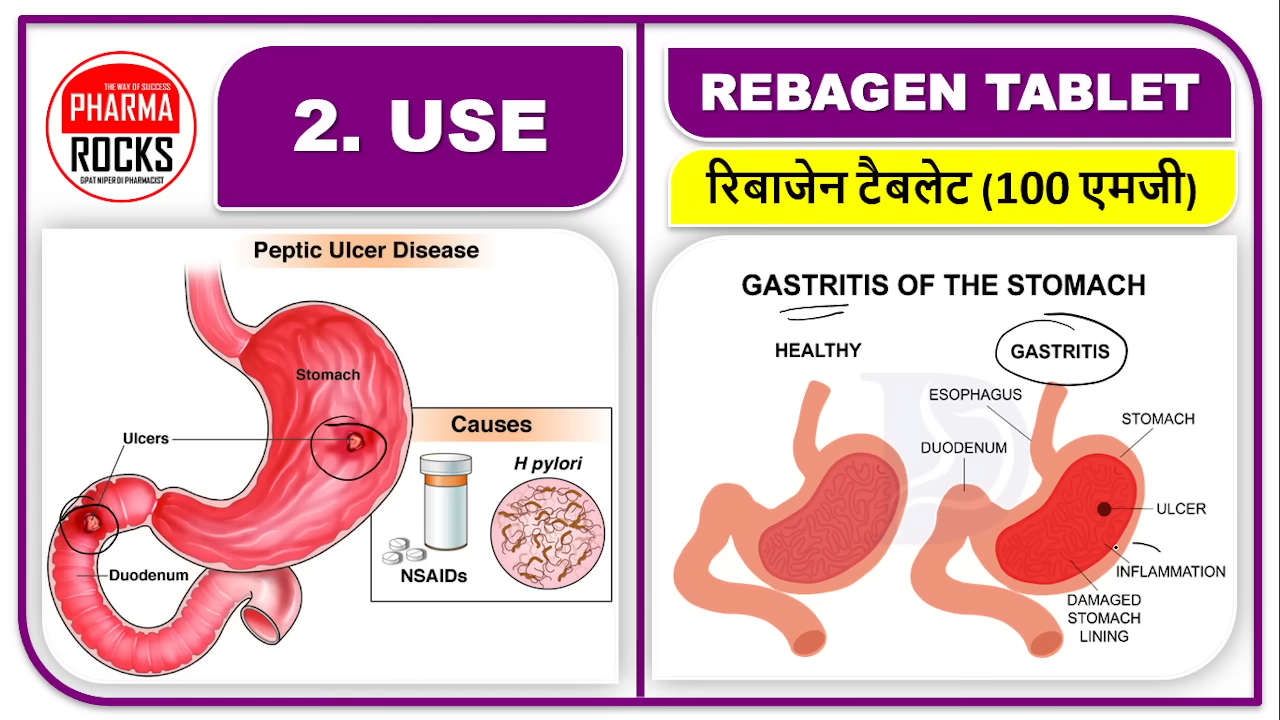 THE WAY OF SUCCESS
PHARMA
ROCKS
GPAT NIPER DI PHARMACIST
2. USE
REBAGEN TABLET
रिबाजेन टैबलेट (100 एमजी)
Peptic Ulcer Disease
Stomach
Ulcers
Duodenum
Causes
H pylori
NSAIDs
GASTRITIS OF THE STOMACH
HEALTHY
GASTRITIS
ESOPHAGUS
STOMACH
DUODENUM
ULCER
INFLAMMATION
DAMAGED
STOMACH
LINING